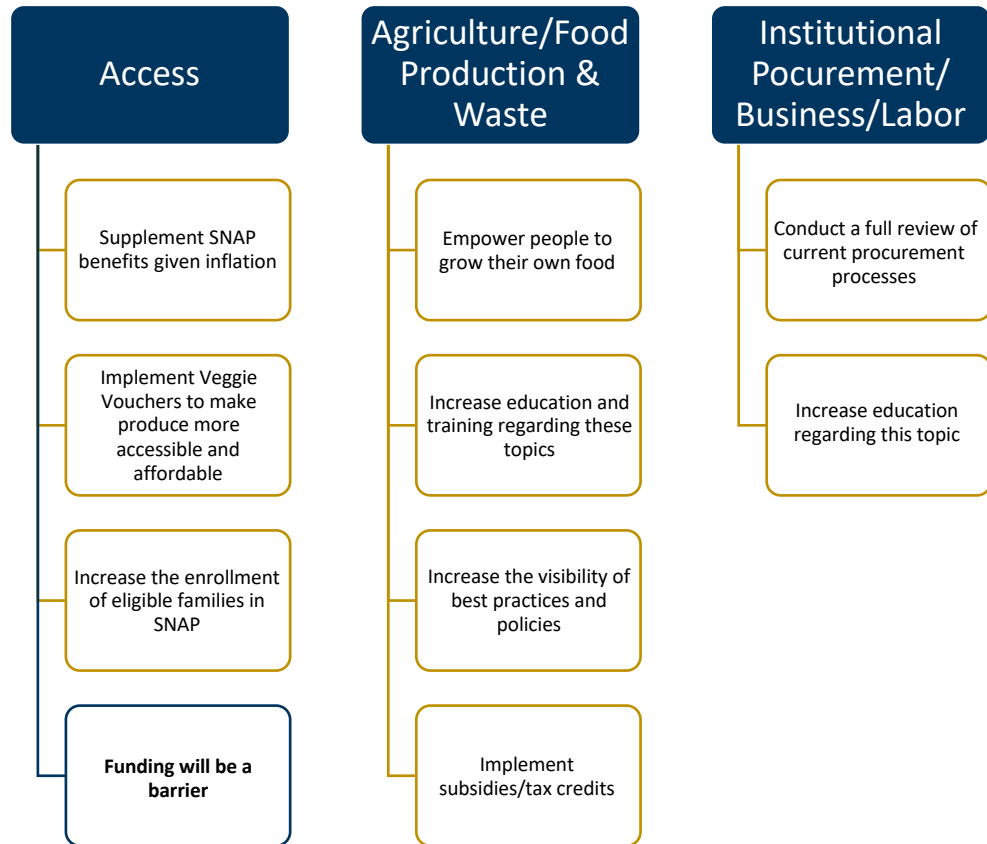 Access
Supplement SNAP
benefits given inflation
Implement Veggie
Vouchers to make
produce more
accessible and
affordable
Increase the enrollment
of eligible families in
SNAP
Funding will be a
barrier
Agriculture/Food
Production &
Waste
Empower people to
grow their own food
Increase education and
training regarding these
topics
Increase the visibility of
best practices and
policies
Implement
subsidies/tax credits
Institutional
Pocurement/
Business/Labor
Conduct a full review of
current procurement
processes
Increase education
regarding this topic